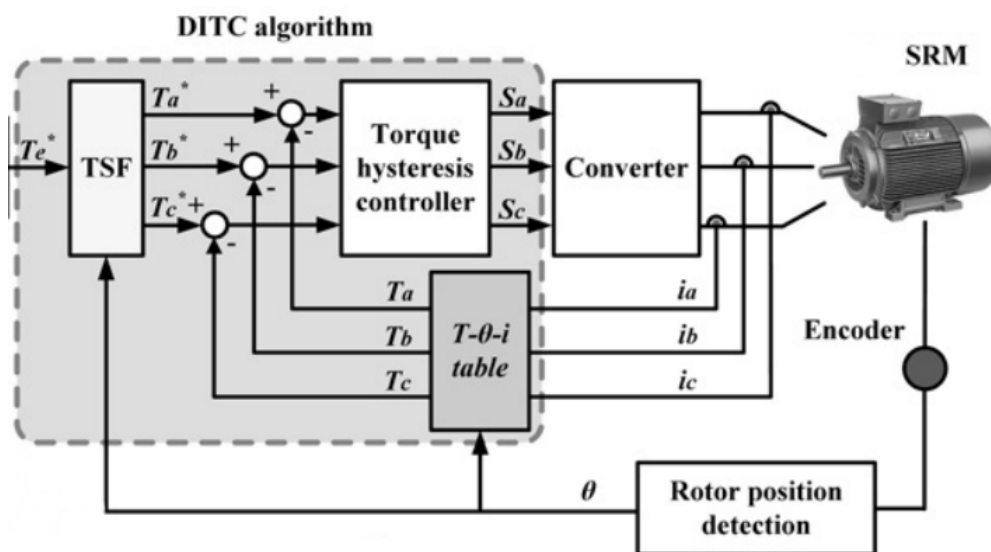 DITC algorithm
SRM
Te*
TSF
Ta*
Tb*
Tc*
+
-
+
-
+
-
Torque
hysteresis
controller
Sa
Sb
Sc
Converter
Ta
Tb
Tc
T-θ-i
table
ia
ib
ic
Encoder
θ
Rotor position
detection